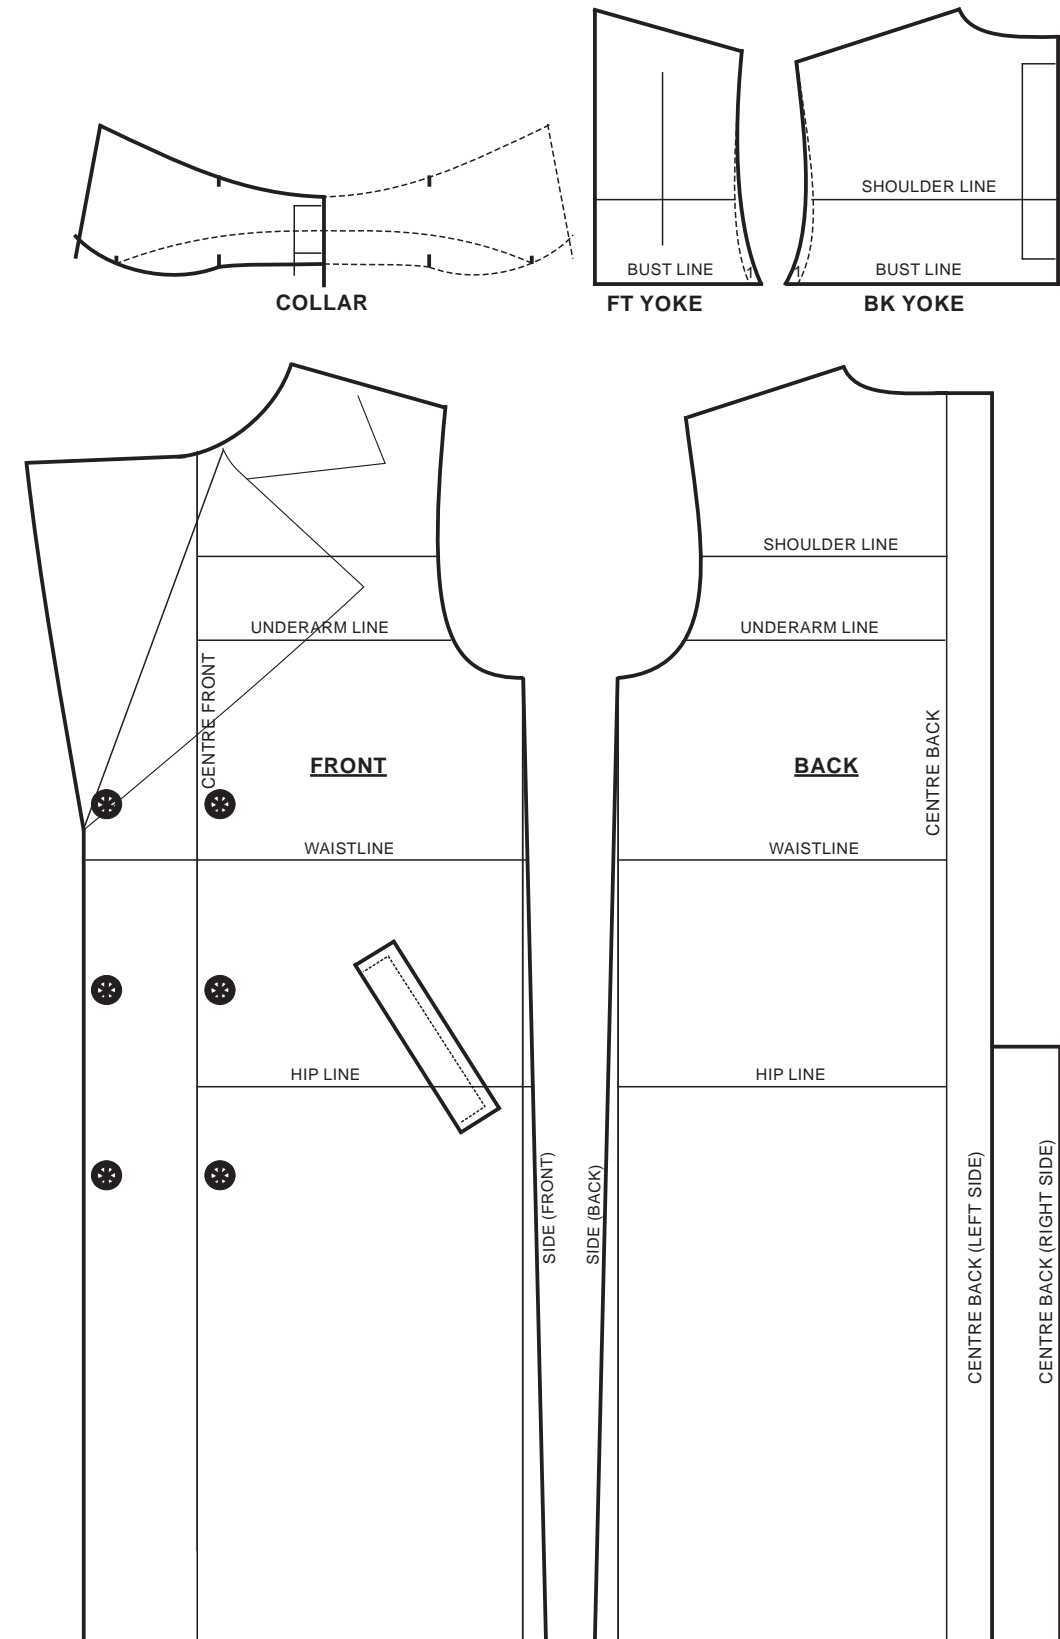 SHOULDER LINE
BUST LINE
BUST LINE
COLLAR
FT YOKE
BK YOKE
SHOULDER LINE
UNDERARM LINE
UNDERARM LINE
CENTRE FRONT
CENTRE BACK
FRONT
BACK
WAISTLINE
WAISTLINE
HIP LINE
HIP LINE
SIDE (FRONT)
SIDE (BACK)
CENTRE BACK (LEFT SIDE)
CENTRE BACK (RIGHT SIDE)